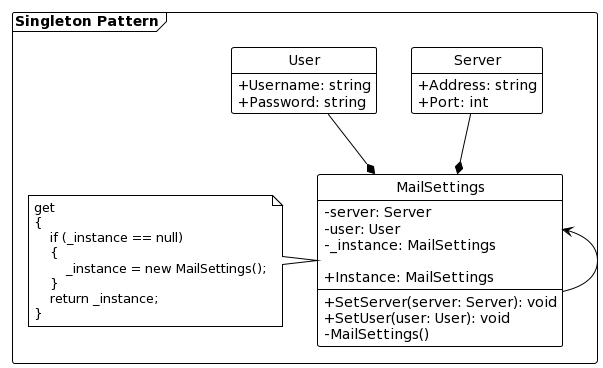 Singleton Pattern
User
+Username: string
+Password: string
Server
+Address: string
+Port: int
get
{
if (_instance == null)
{
_instance = new MailSettings();
}
return _instance;
}
MailSettings
-server: Server
-user: User
-_instance: MailSettings
+Instance: MailSettings
+SetServer(server: Server): void
+SetUser(user: User): void
-MailSettings()